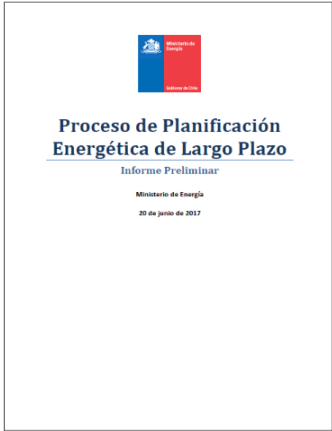 Ministerio de
Energía
Gobierno de Chile
Proceso de Planificación
Energética de Largo Plazo
Informe Preliminar
Ministerio de Energía
20 de junio de 2017